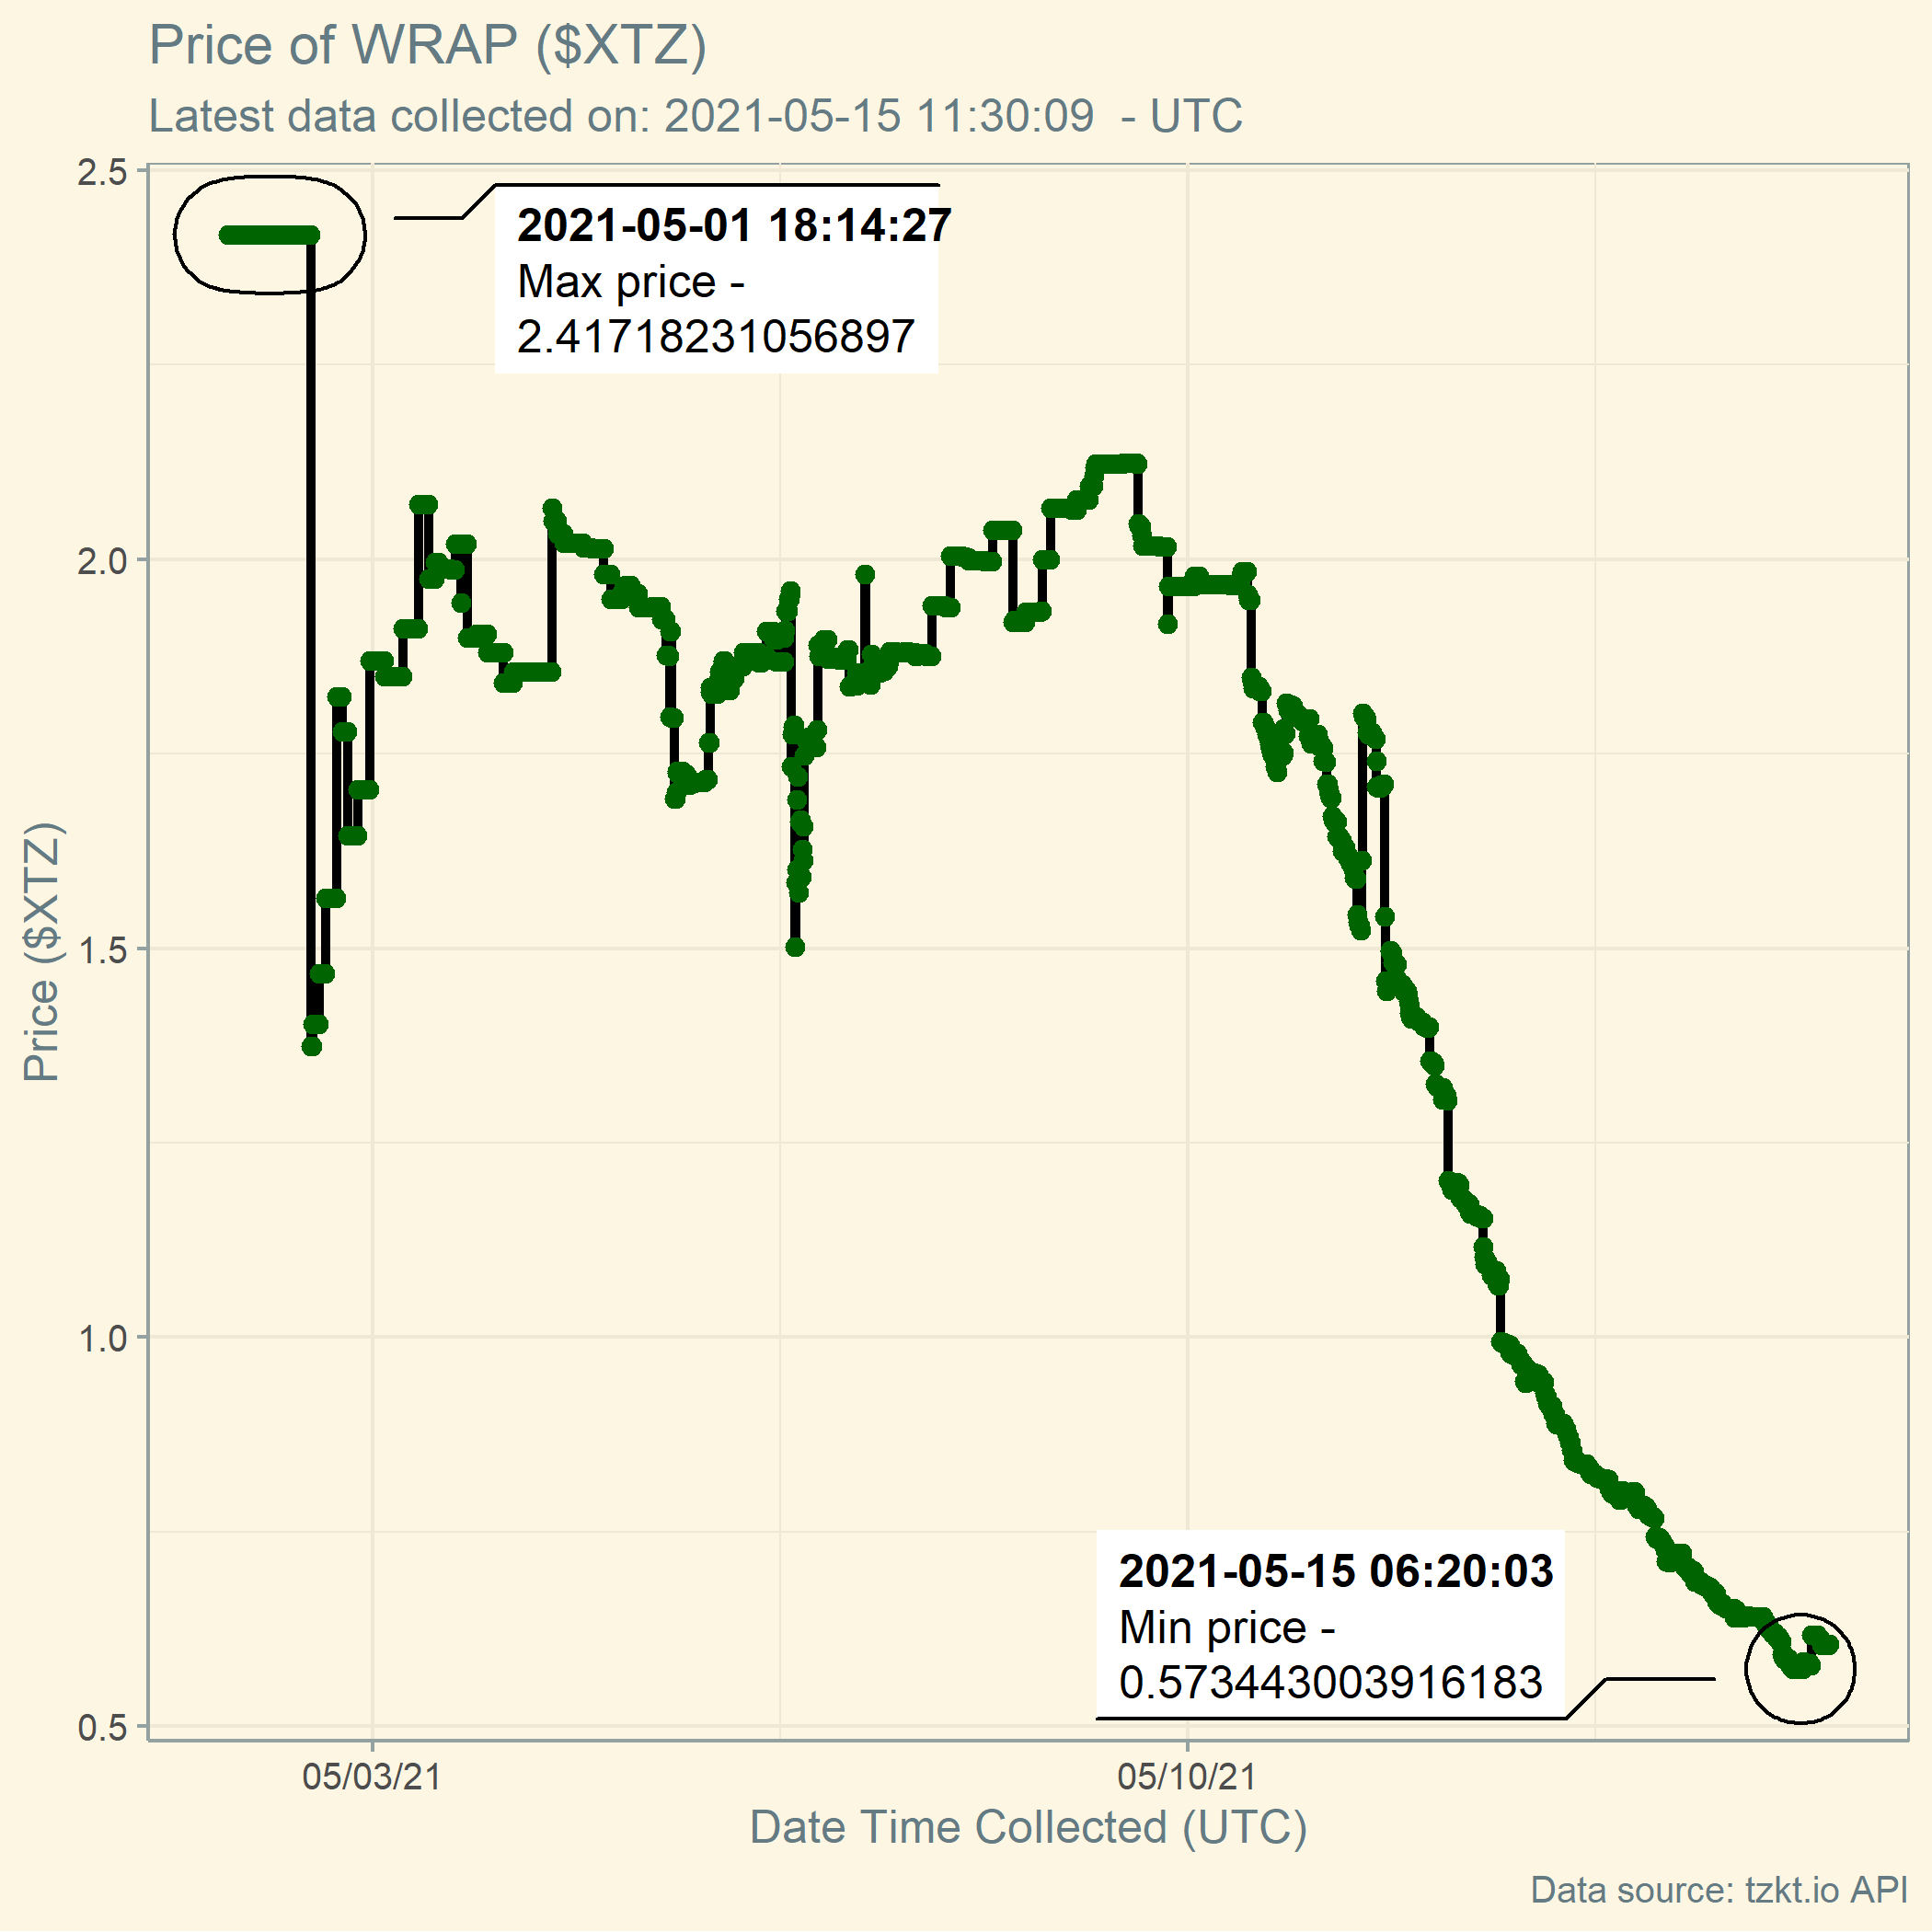 Price of WRAP ($XTZ)
Latest data collected on: 2021-05-15 11:30:09  - UTC
2.5
2021-05-01 18:14:27
Max price -
2.41718231056897
2.0
Price ($XTZ)
1.5
1.0
2021-05-15 06:20:03
Min price -
0.573443003916183
0.5
05/03/21
05/10/21
Date Time Collected (UTC)
Data source: tzkt.io API